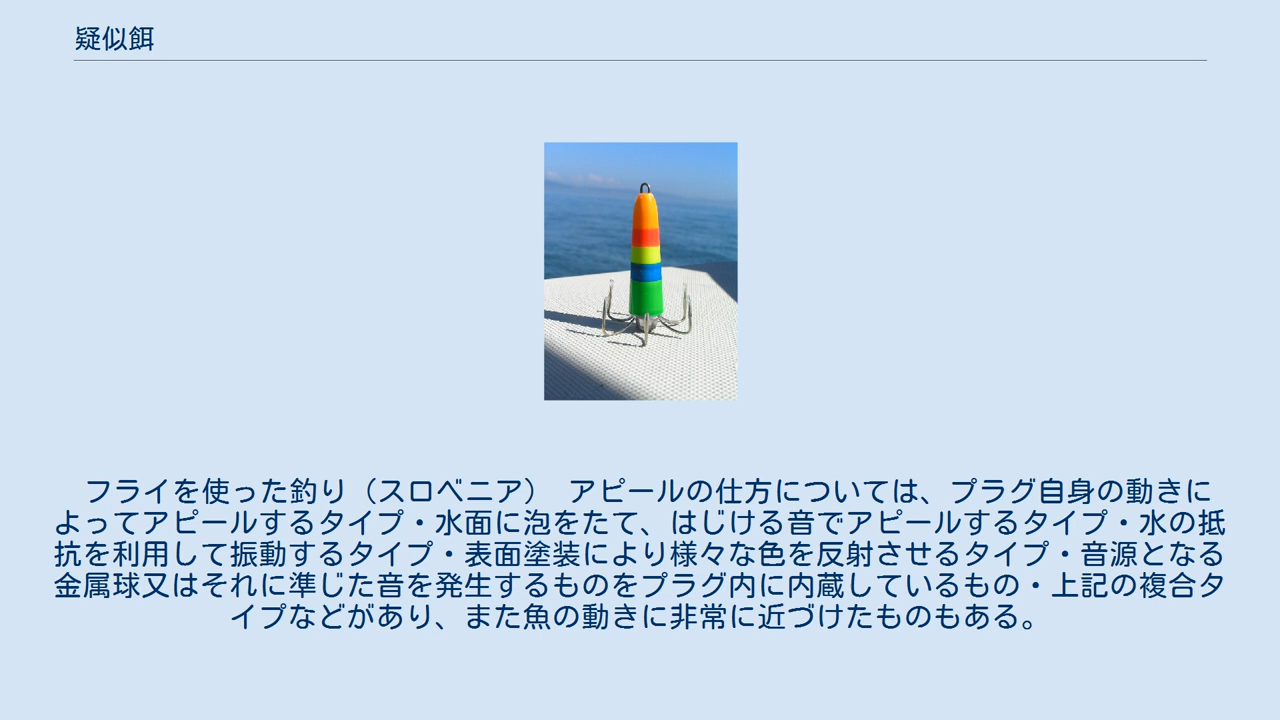 疑似餌
フライを使った釣り（スロベニア） アピールの仕方については、プラグ自身の動きに
よってアピールするタイプ・水面に泡をたて、はじける音でアピールするタイプ・水の抵
抗を利用して振動するタイプ・表面塗装により様々な色を反射させるタイプ・音源となる
金属球又はそれに準じた音を発生するものをプラグ内に内蔵しているもの・上記の複合タ
イプなどがあり、また魚の動きに非常に近づけたものもある。